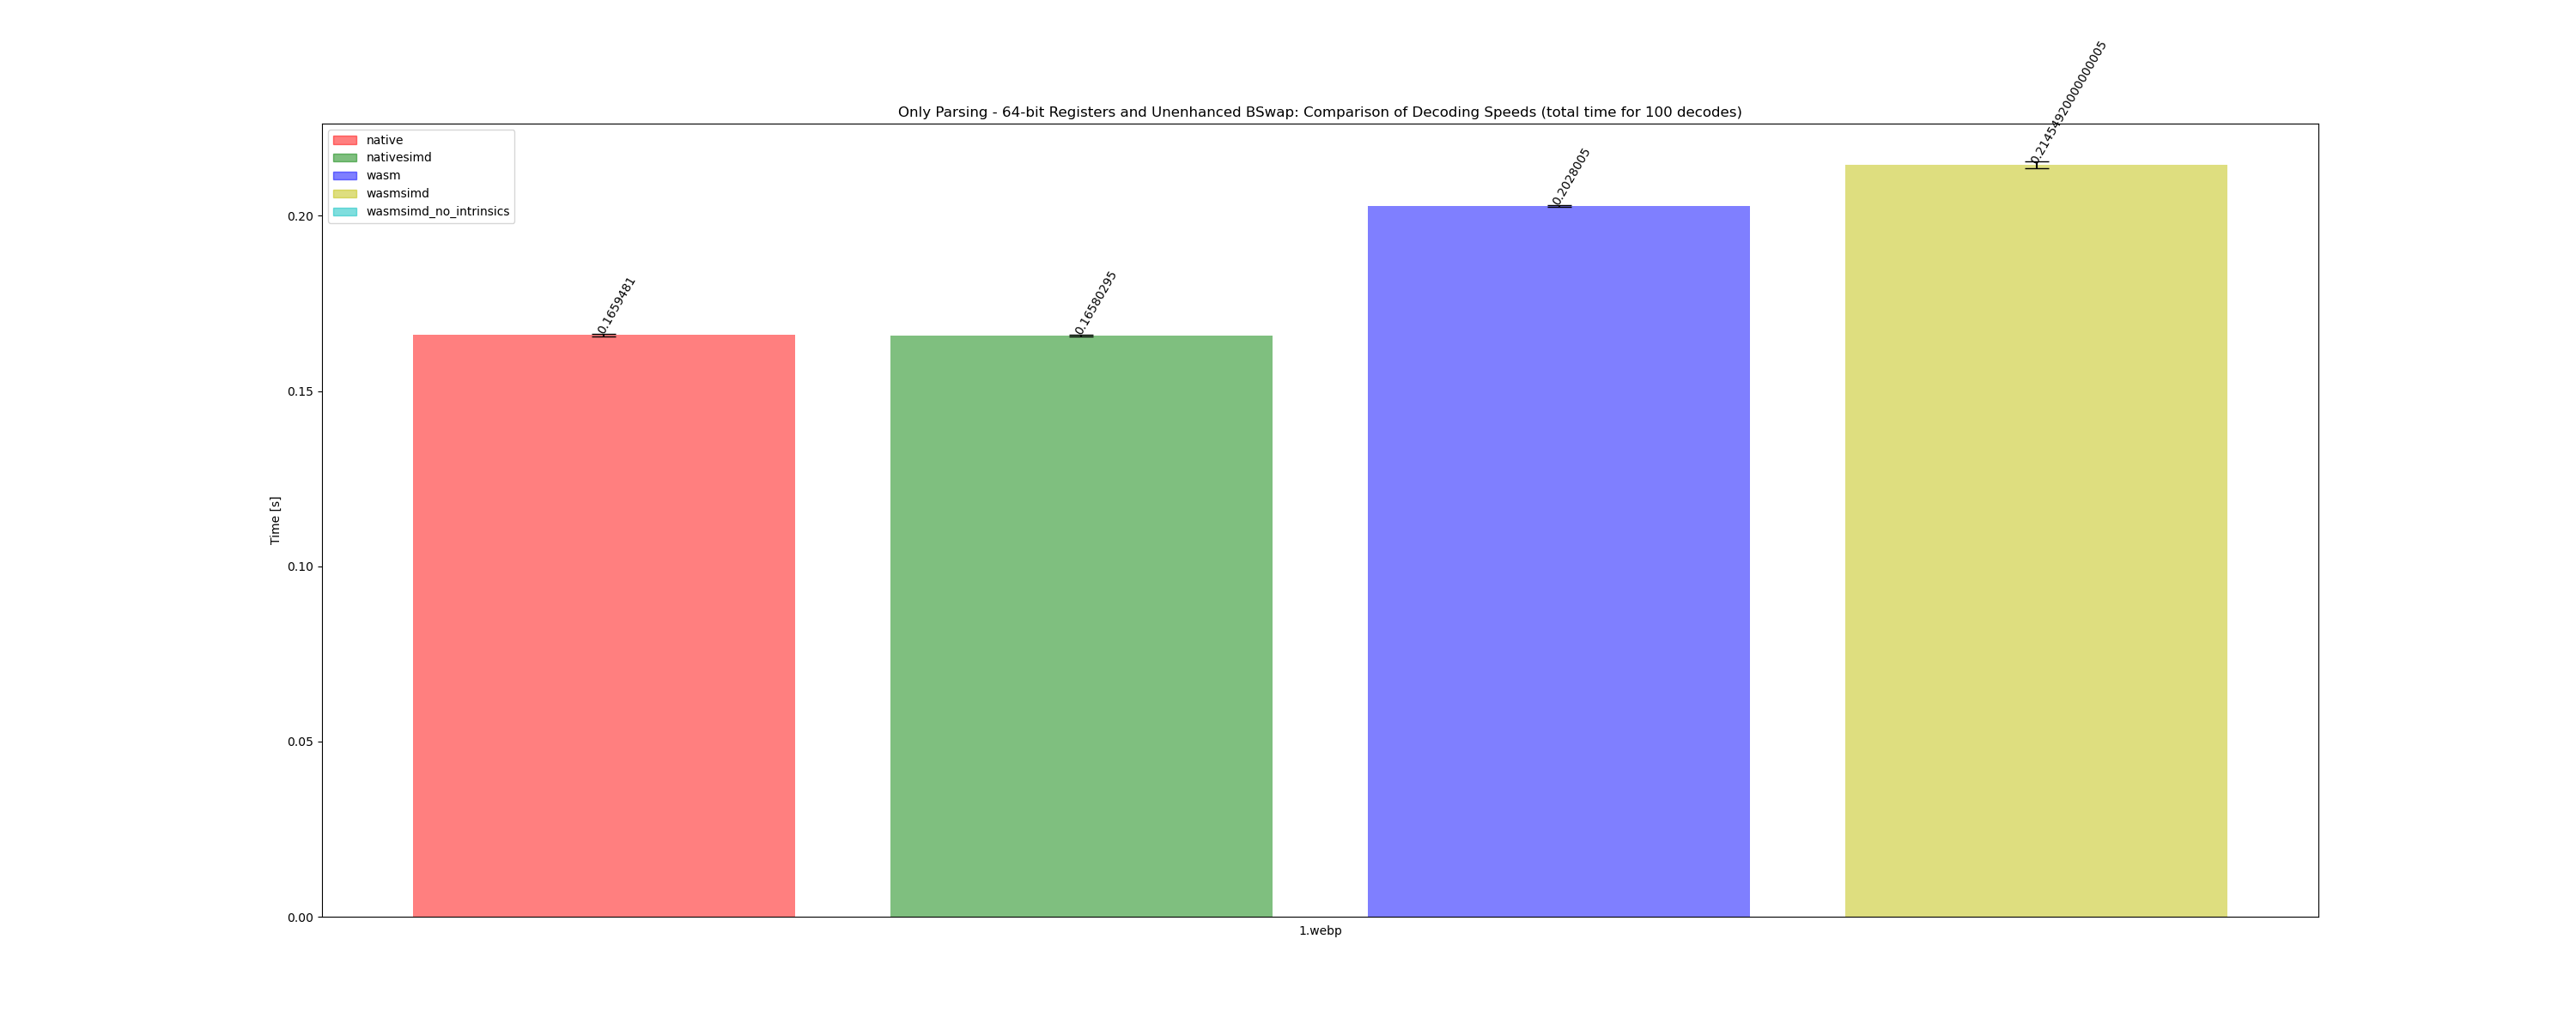 Only Parsing - 64-bit Registers and Unenhanced BSwap: Comparison of Decoding Speeds (total time for 100 decodes)
native
nativesimd
wasm
wasmsimd
wasmsimd_no_intrinsics
0.1659481
0.16580295
0.2028005
0.21454920000000005
Time [s]
0.20
0.15
0.10
0.05
0.00
1.webp